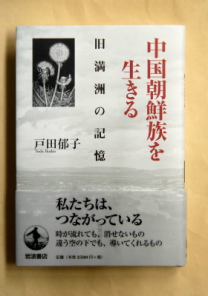 中国朝鮮族を
生きる
旧満洲の記憶
戸田郁子
Toda Ikuko
私たちは、
つながっている
時が流れても、消せないもの
違う空の下でも、導いてくれるもの
岩波書店